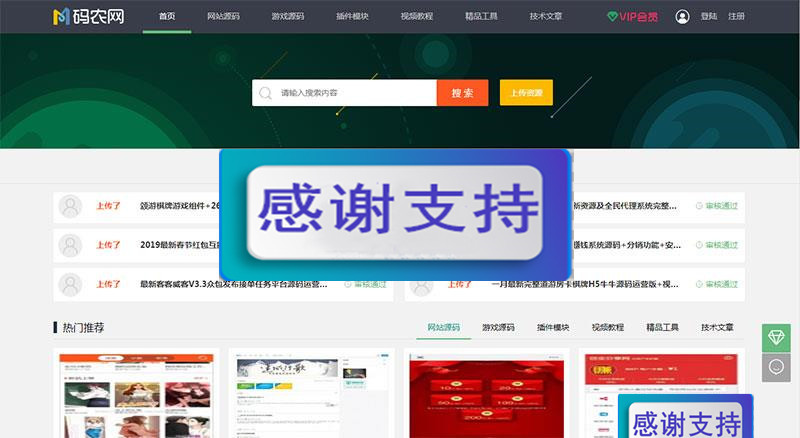 码农网
首页 网站源码 游戏源码 插件模块 视频教程 精品工具 技术文章 VIP会员 登陆 注册
请输入搜索内容 搜索 上传资源
感谢支持
上传了 颁游棋牌游戏组件+26 新资源及全民代理系统完整... 审核通过
上传了 2019最新春节红包互 赚钱系统源码+分销功能+安... 审核通过
上传了 最新客客威客V3.3众包发布接单任务平台源码运营... 审核通过 上传了 一月最新完整遨游房卡棋牌H5牛牛源码运营版+视... 审核通过
热门推荐 网站源码 游戏源码 插件模块 视频教程 精品工具 技术文章
感谢支持